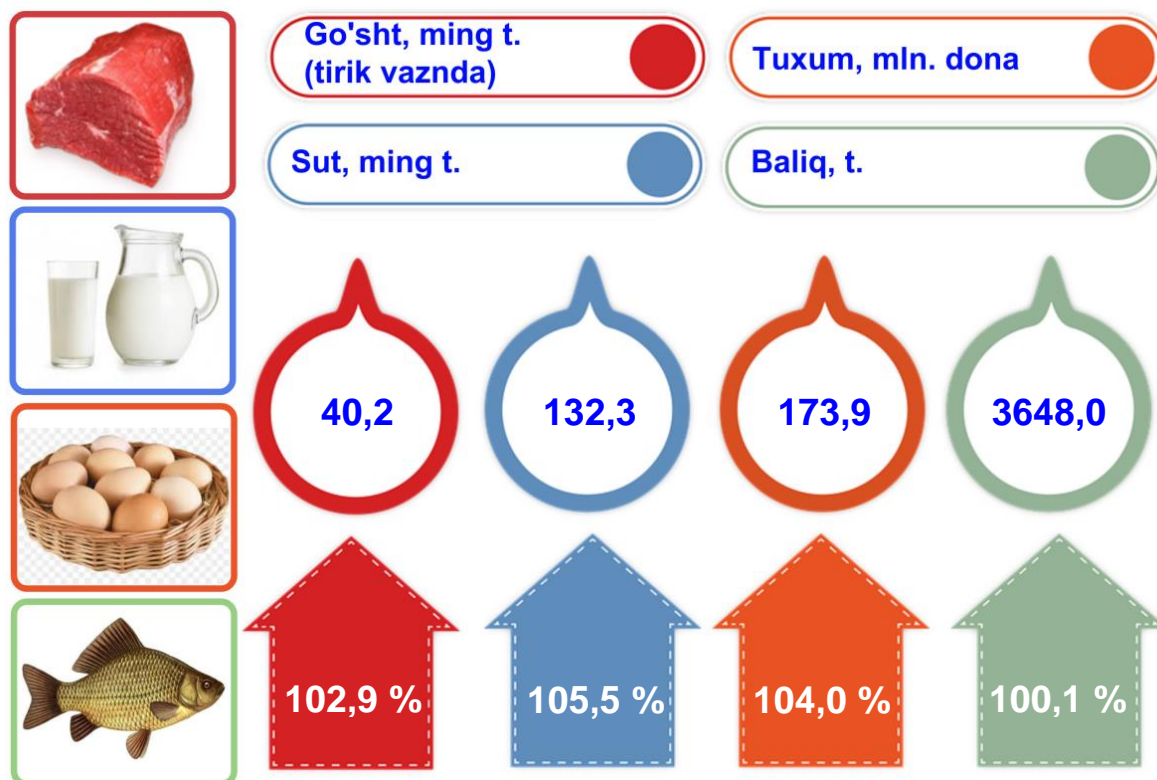 Go'sht, ming t.
(tirik vaznda)
Tuxum, mln. dona
Sut, ming t.
Baliq, t.
40,2
132,3
173,9
3648,0
102,9 %
105,5 %
104,0 %
100,1 %